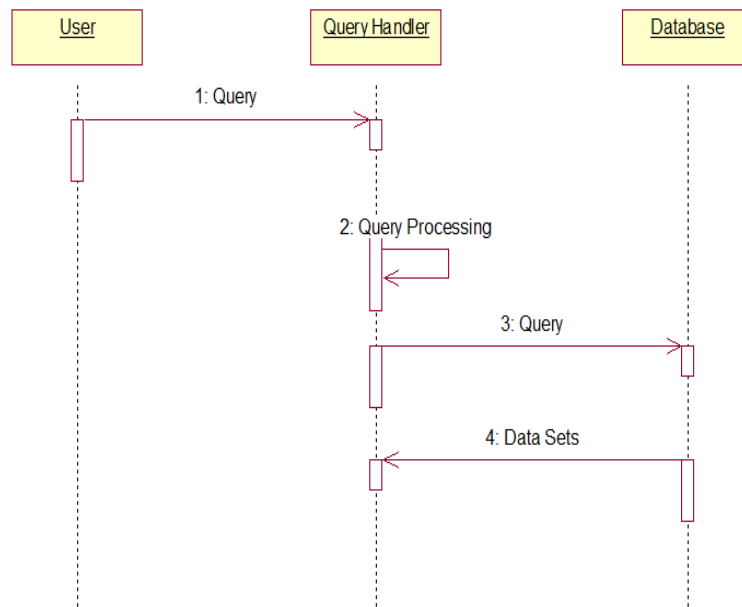 User
Query Handler
Database
1: Query
2: Query Processing
3: Query
4: Data Sets